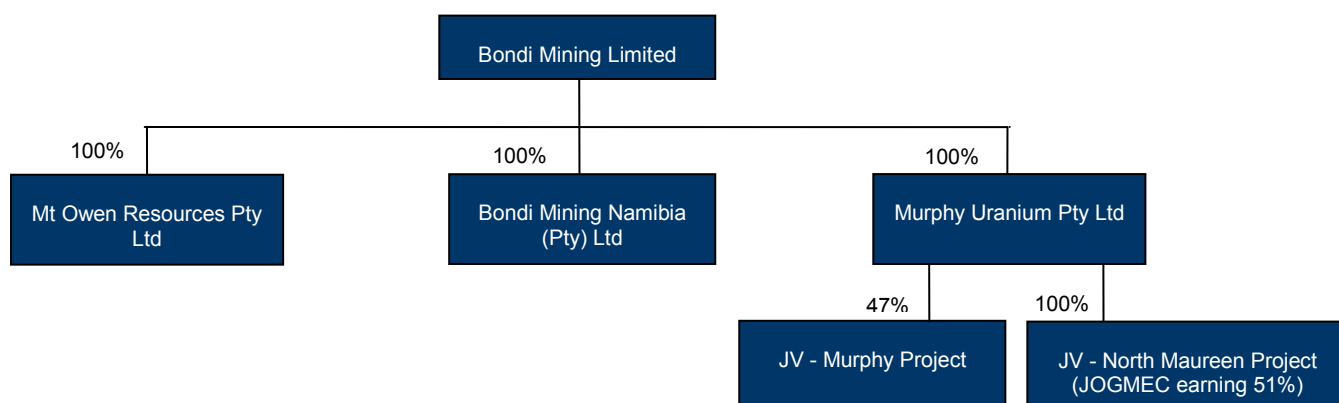 Bondi Mining Limited
100%
100%
100%
Mt Owen Resources Pty
Ltd
Bondi Mining Namibia
(Pty) Ltd
Murphy Uranium Pty Ltd
47%
100%
JV - Murphy Project
JV - North Maureen Project
(JOGMEC earning 51%)